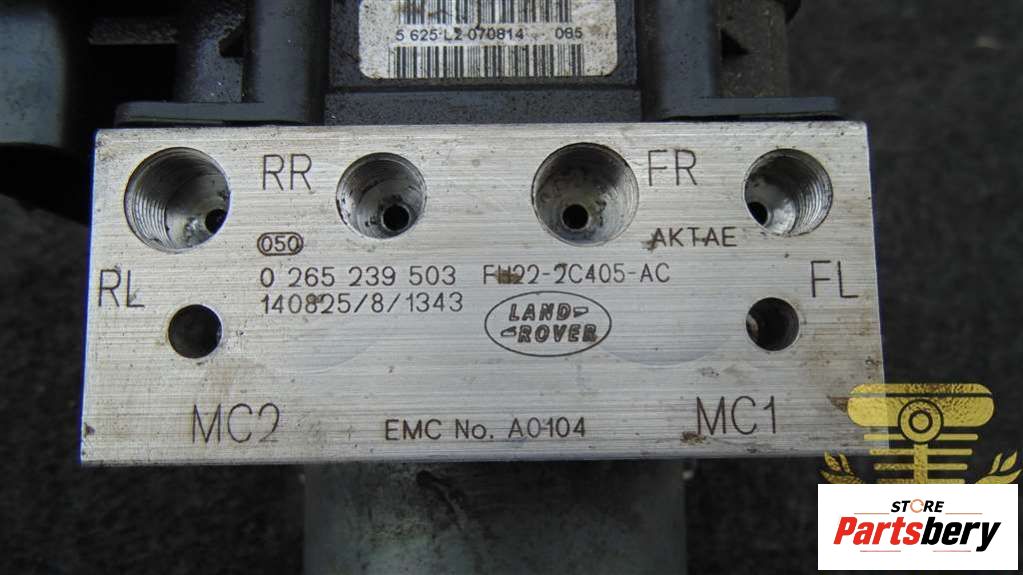 5 625 L2 070814 065
RR FR
050 AKTAE
0 265 239 503 FH22-2C405-AC
RL FL
140825/8/1343
LAND
ROVER
MC2 MC1
EMC No. A0104
STORE
Partsbery